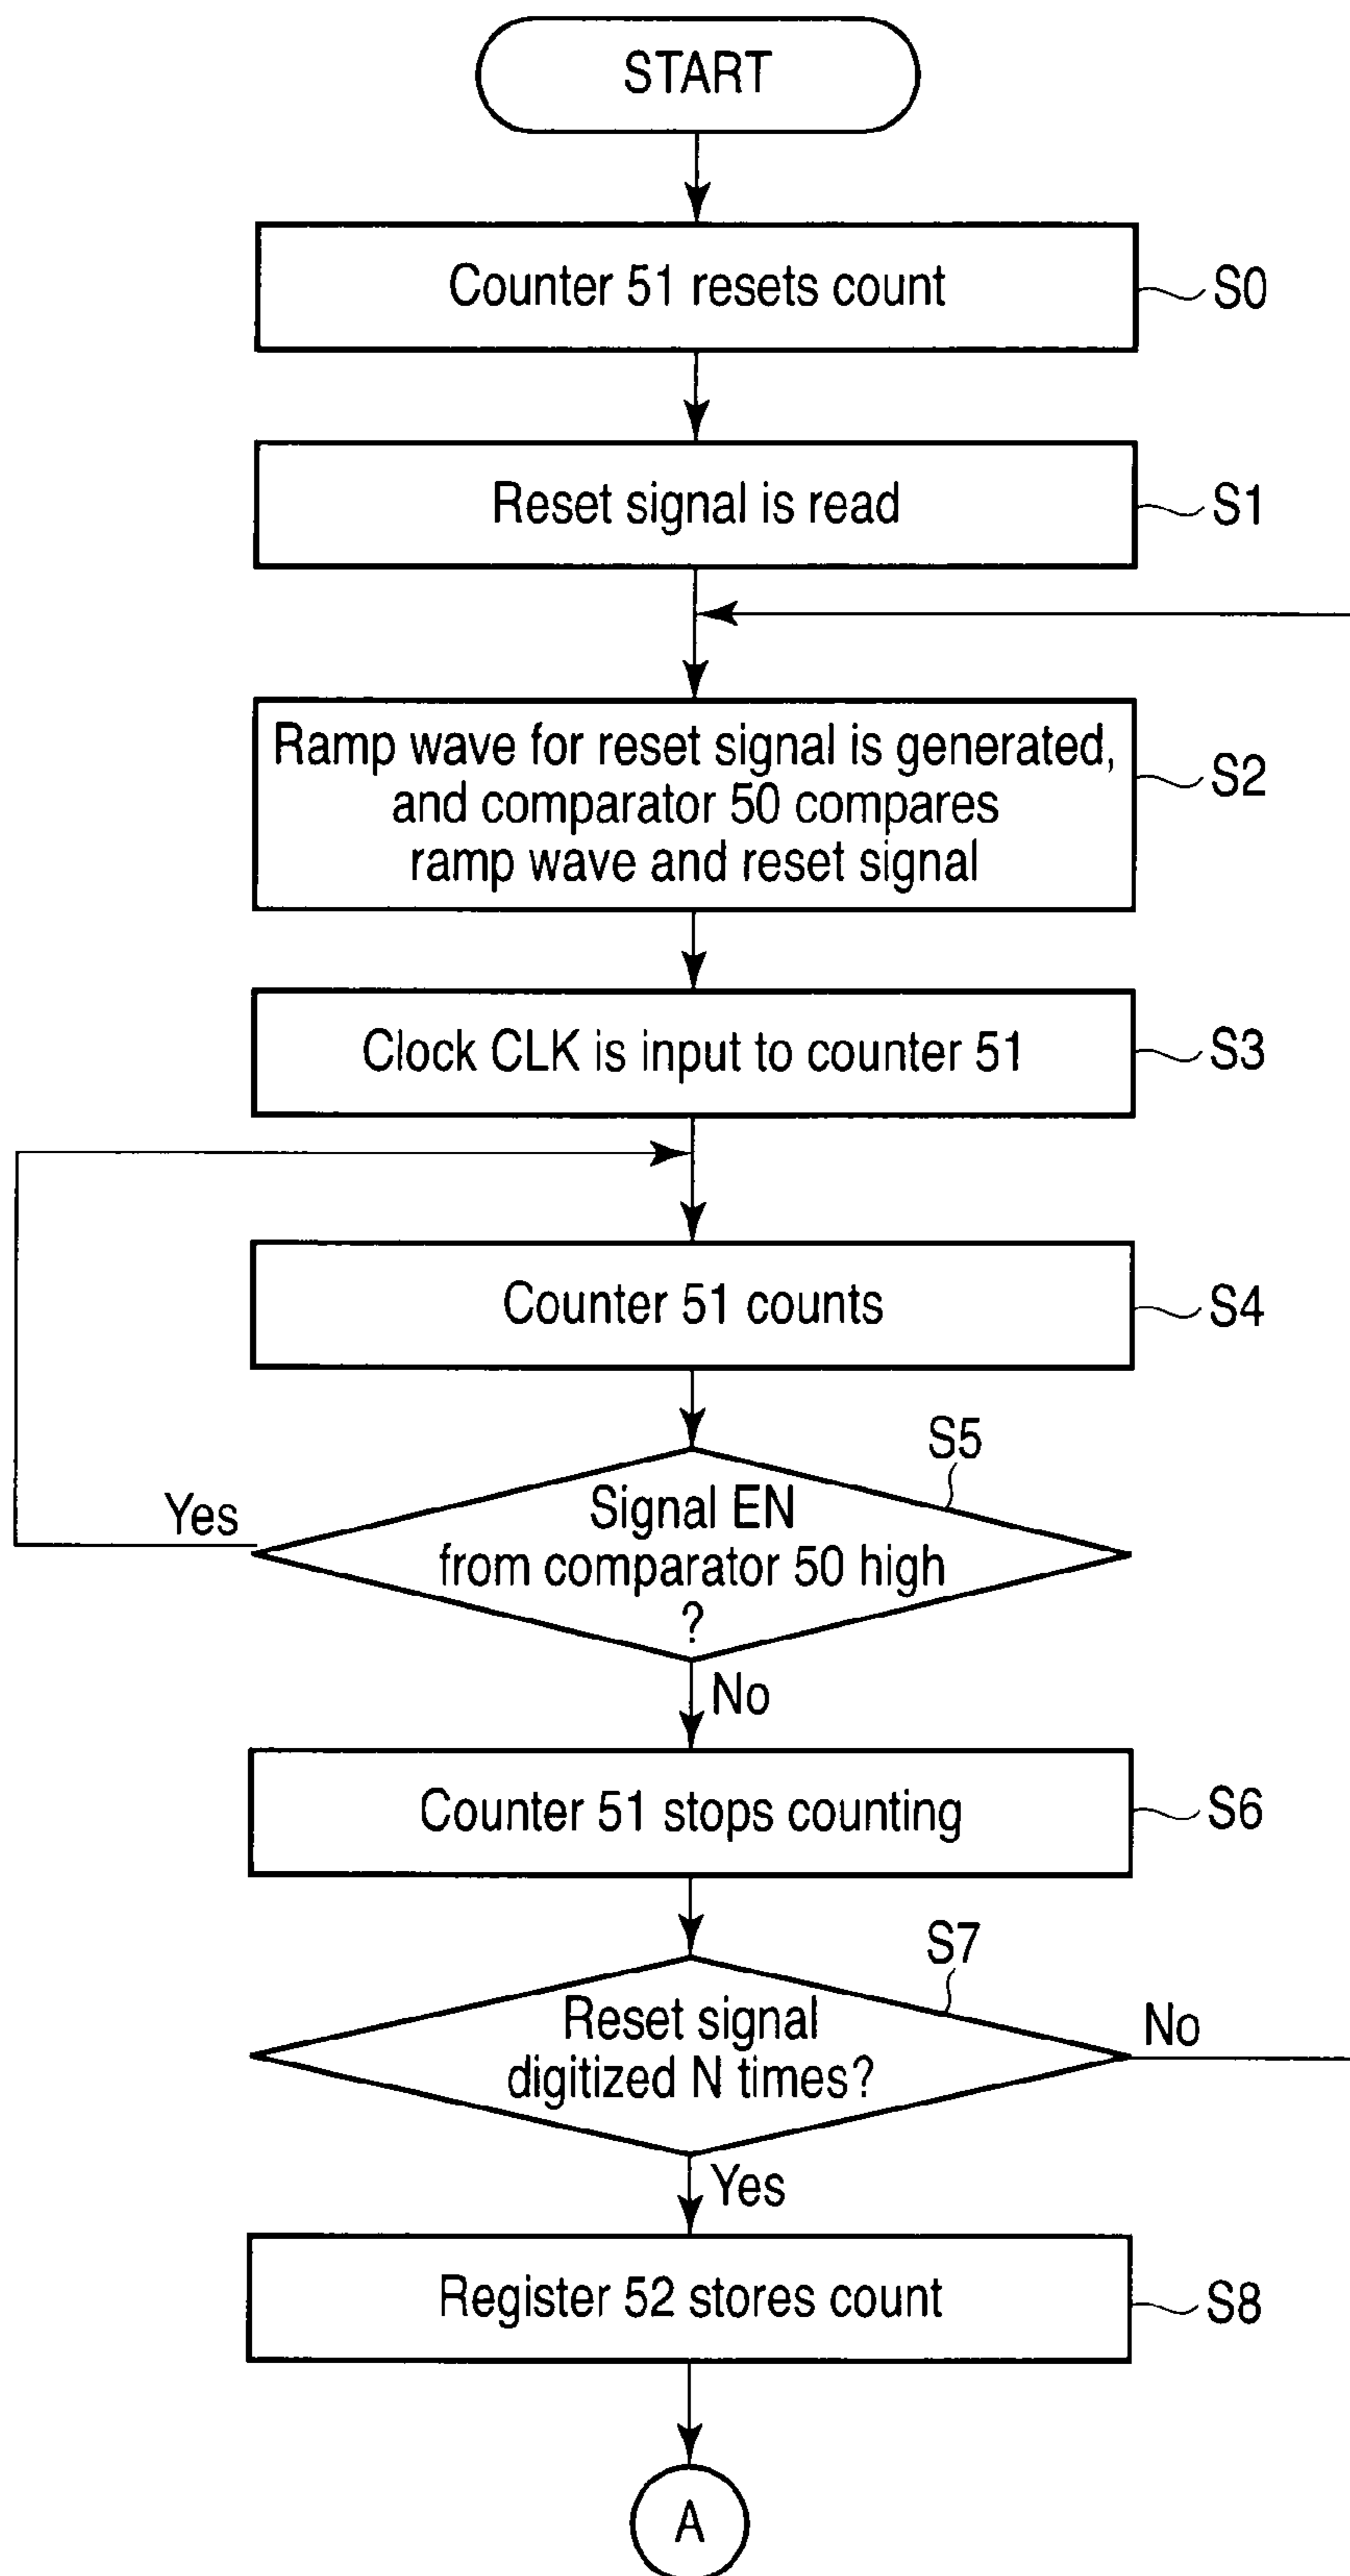 START
Counter 51 resets count
S0
Reset signal is read
S1
Ramp wave for reset signal is generated,
and comparator 50 compares
ramp wave and reset signal
S2
Clock CLK is input to counter 51
S3
Counter 51 counts
S4
S5
Yes
Signal EN
from comparator 50 high
?
No
Counter 51 stops counting
S6
S7
Reset signal
digitized N times?
No
Yes
Register 52 stores count
S8
A